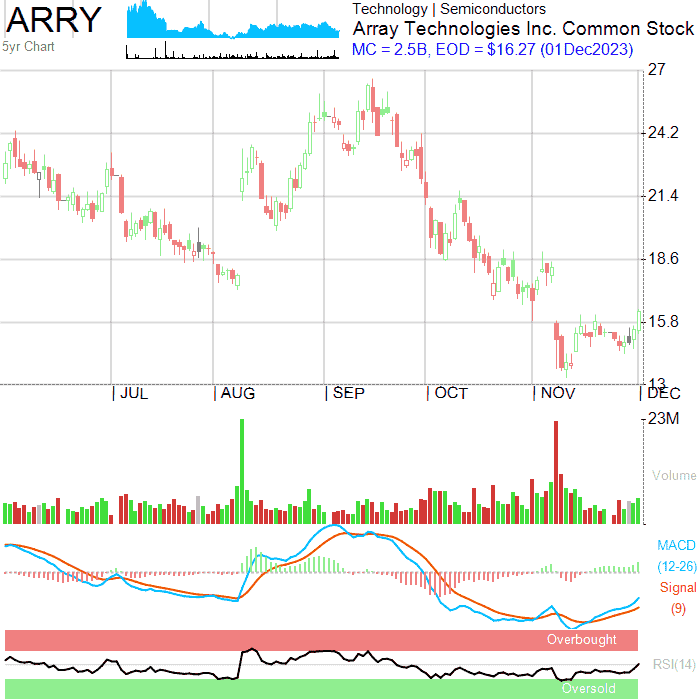 ARRY
5yr Chart
Technology | Semiconductors
Array Technologies Inc. Common Stock
MC = 2.5B, EOD = $16.27 (01Dec2023)
27
24.2
21.4
18.6
15.8
13
JUL AUG SEP OCT NOV DEC
23M
Volume
MACD
(12-26)
Signal
(9)
Overbought
RSI(14)
Oversold